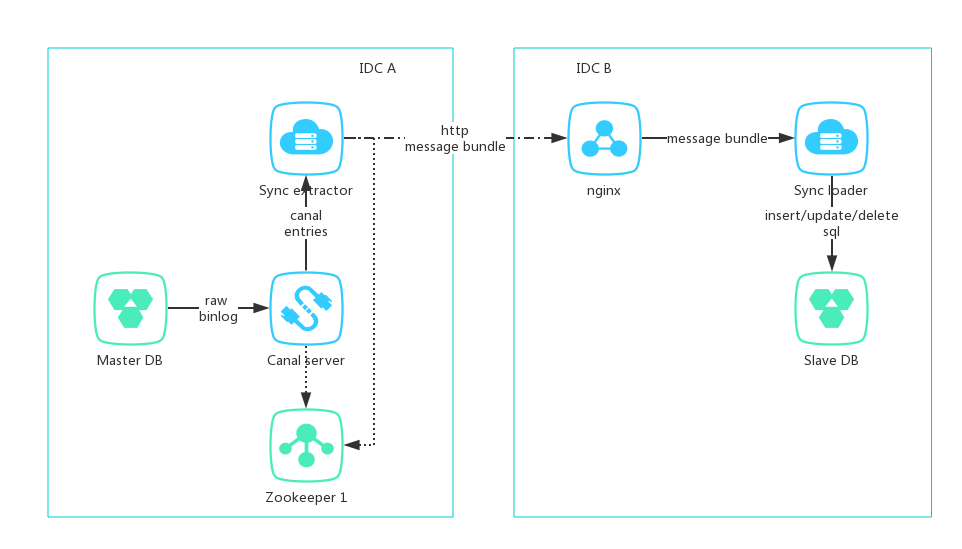 IDC A
IDC B
http
message bundle
message bundle
Sync extractor
nginx
Sync loader
canal
entries
insert/update/delete
sql
raw
binlog
Master DB
Canal server
Slave DB
Zookeeper 1